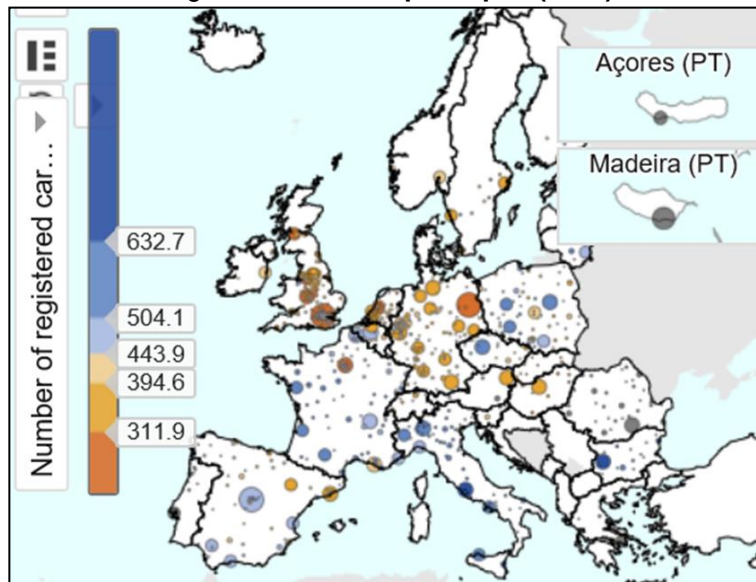 Açores (PT)
Madeira (PT)
Number of registered car...
632.7
504.1
443.9
394.6
311.9